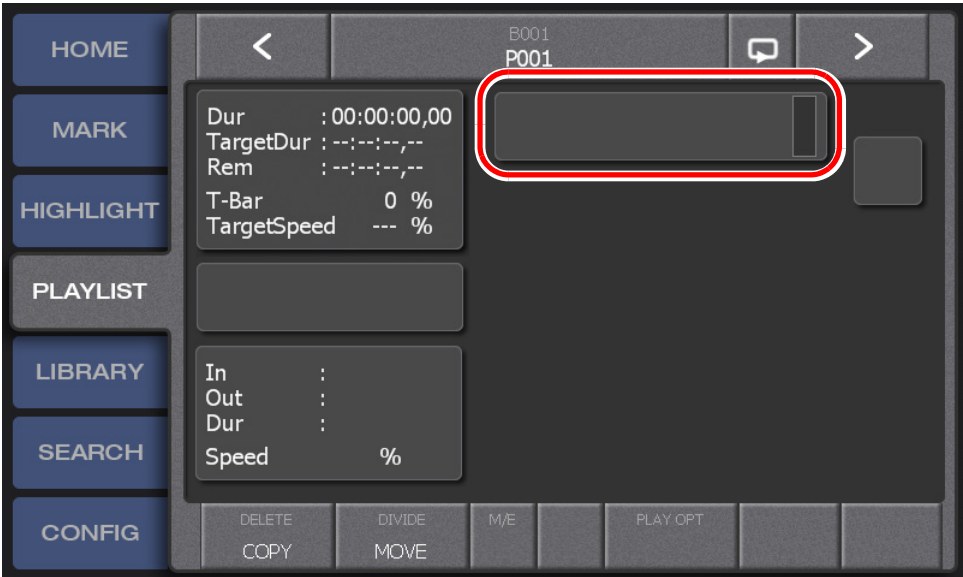 HOME
MARK
HIGHLIGHT
PLAYLIST
LIBRARY
SEARCH
CONFIG
<
B001
P001
>
Dur :00:00:00,00
TargetDur :--:--:--,--
Rem :--:--:--,--
T-Bar 0 %
TargetSpeed --- %
In :
Out :
Dur :
Speed %
DELETE
COPY
DIVIDE
MOVE
M/E
PLAY OPT